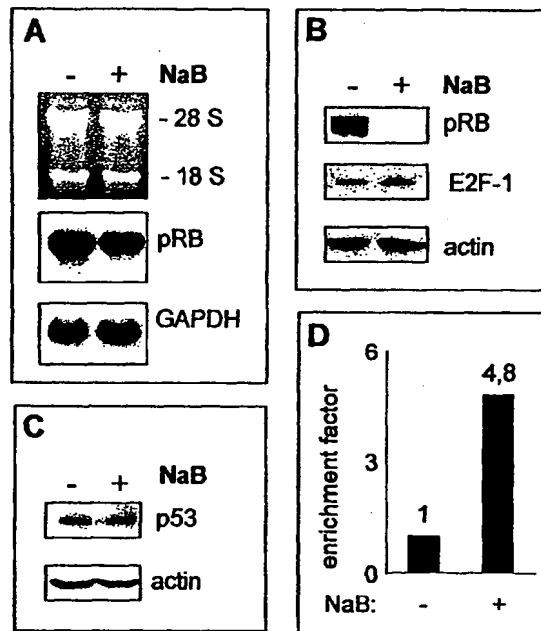 A
- + NaB
- 28 S
- 18 S
pRB
GAPDH
B
- + NaB
pRB
E2F-1
actin
C
- + NaB
p53
actin
D
6
4,8
enrichment factor
3
1
0
NaB: - +